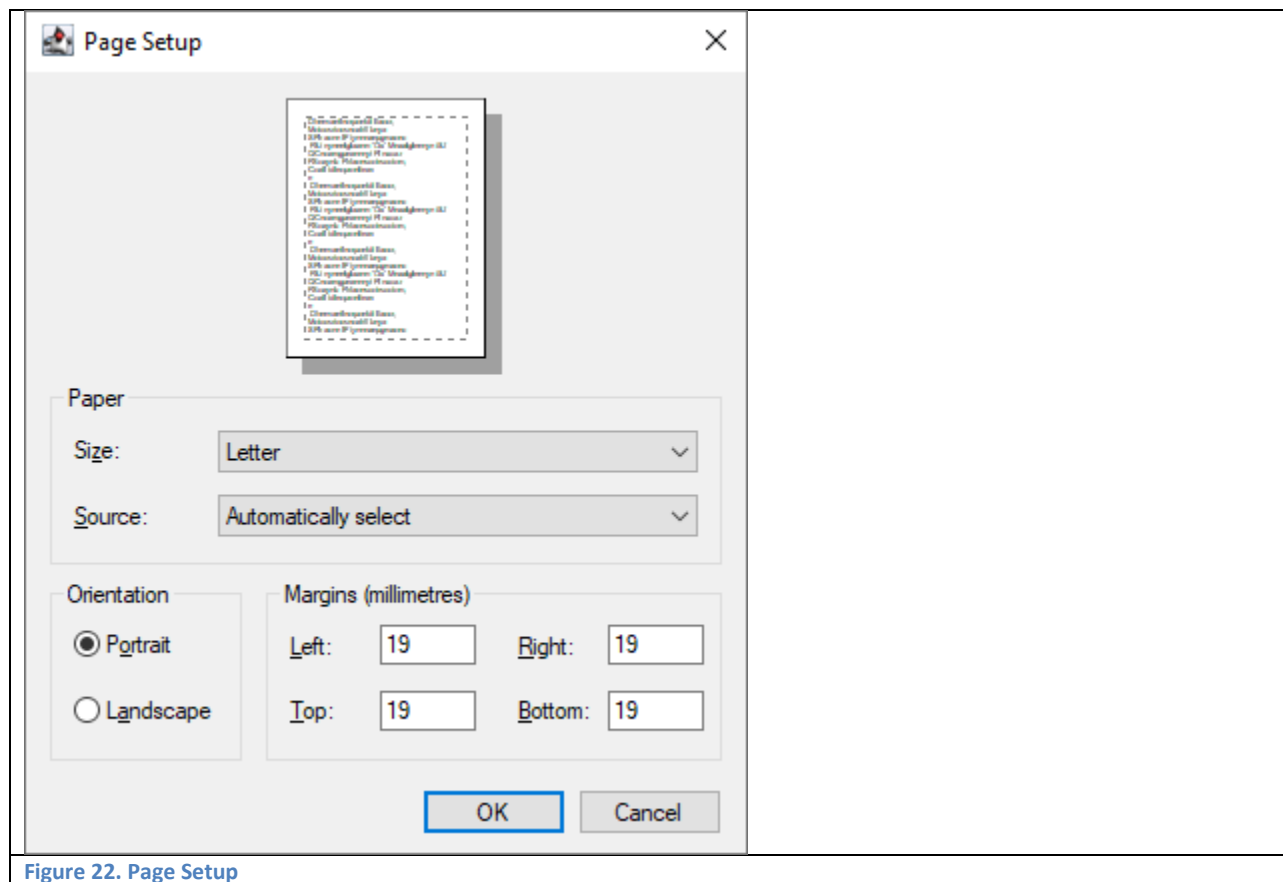 Page Setup
Paper
Size: Letter
Source: Automatically select
Orientation
Margins (millimetres)
Portrait
Left: 19 Right: 19
Landscape
Top: 19 Bottom: 19
OK Cancel
Figure 22. Page Setup